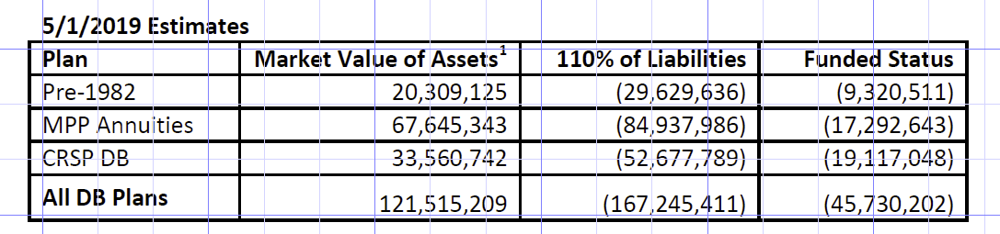 5/1/2019 Estimates
Plan Market Value of Assets¹ 110% of Liabilities Funded Status
Pre-1982 20,309,125 (29,629,636) (9,320,511)
MPP Annuities 67,645,343 (84,937,986) (17,292,643)
CRSP DB 33,560,742 (52,677,789) (19,117,048)
All DB Plans 121,515,209 (167,245,411) (45,730,202)